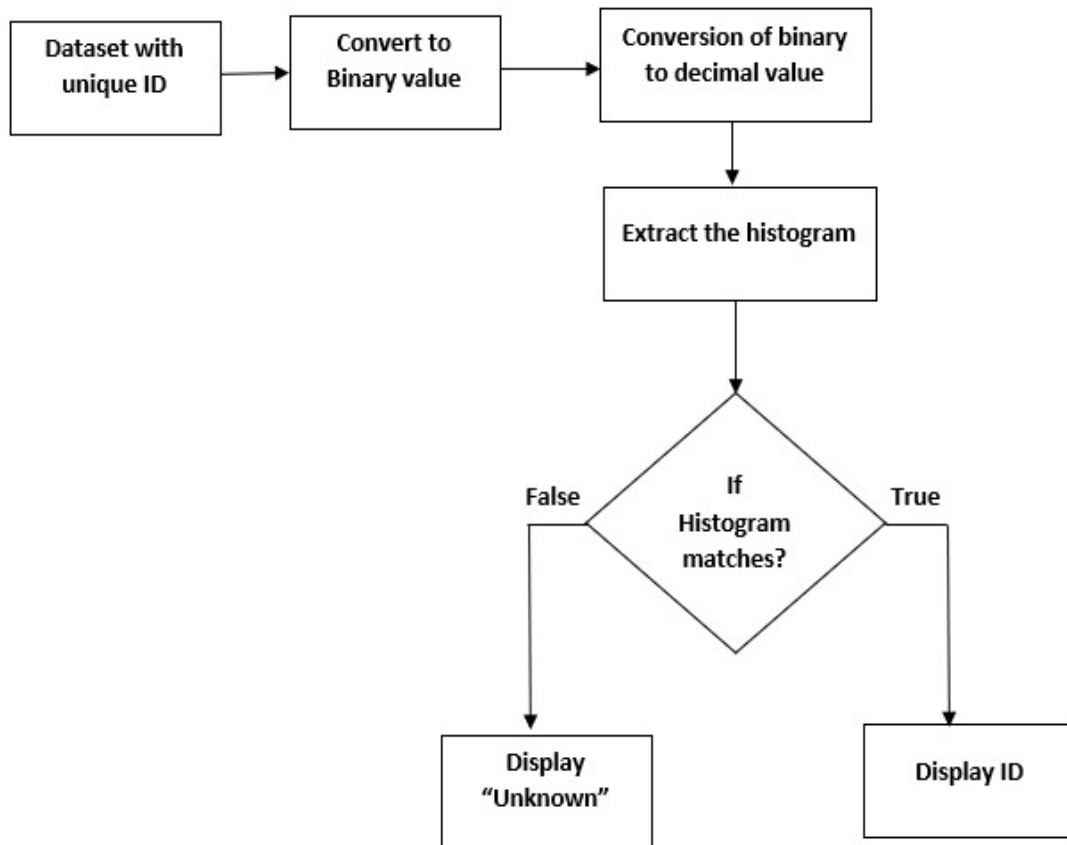 Dataset with
unique ID
Convert to
Binary value
Conversion of binary
to decimal value
Extract the histogram
If
Histogram
matches?
False
True
Display
“Unknown”
Display ID